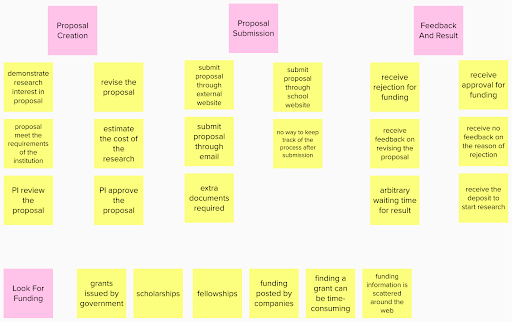 Proposal
Creation
Proposal
Submission
Feedback
And Result
demonstrate
research
interest in
proposal
revise the
proposal
submit
proposal
through
external
website
submit
proposal
through
school
website
receive
rejection for
funding
receive
approval for
funding
proposal
meet the
requirements
of the
institution
estimate
the cost of
the
research
submit
proposal
through
email
no way to keep
track of the
process after
submission
receive
feedback on
revising the
proposal
receive no
feedback on
the reason of
rejection
PI review
the
proposal
PI approve
the
proposal
extra
documents
required
arbitrary
waiting time
for result
receive the
deposit to
start research
Look For
Funding
grants
issued by
government
scholarships
fellowships
funding
posted by
companies
finding a
grant can
be time-
consuming
funding
information is
scattered
around the
web